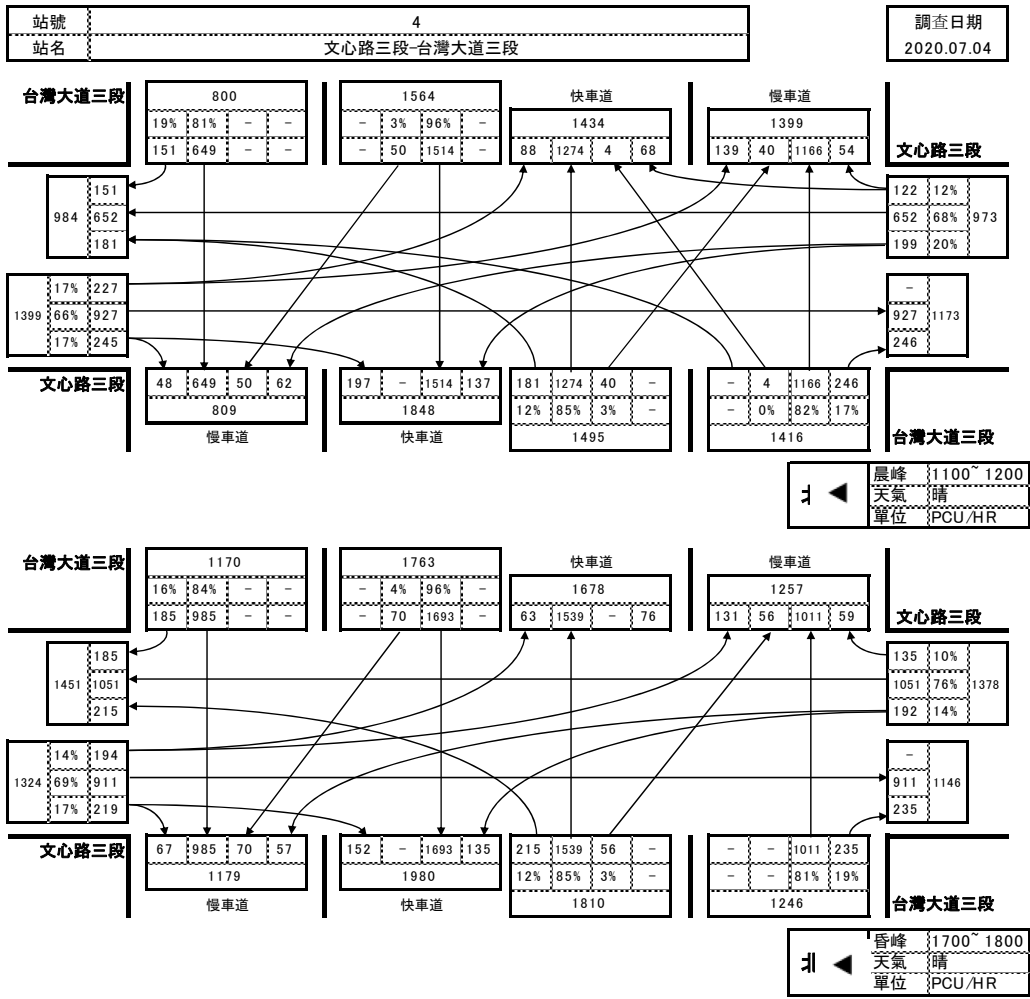 站號 4
站名 文心路三段-台灣大道三段
調查日期
2020.07.04
台灣大道三段 800 1564 快車道 慢車道
19% 81% - - - 3% 96% - 1434 1399
151 649 - - - 50 1514 - 88 1274 4 68 139 40 1166 54 文心路三段
151 122 12%
984 652 652 68% 973
181 199 20%
17% 227 -
1399 66% 927 927 1173
17% 245 246
文心路三段 48 649 50 62 197 - 1514 137 181 1274 40 - - 4 1166 246
809 1848 12% 85% 3% - - 0% 82% 17%
慢車道 快車道 1495 1416 台灣大道三段
北 晨峰 1100~1200
天氣 晴
單位 PCU/HR
台灣大道三段 1170 1763 快車道 慢車道
16% 84% - - - 4% 96% - 1678 1257
185 985 - - - 70 1693 - 63 1539 - 76 131 56 1011 59 文心路三段
185 135 10%
1451 1051 1051 76% 1378
215 192 14%
14% 194 -
1324 69% 911 911 1146
17% 219 235
文心路三段 67 985 70 57 152 - 1693 135 215 1539 56 - - - 1011 235
1179 1980 12% 85% 3% - - - 81% 19%
慢車道 快車道 1810 1246 台灣大道三段
北 昏峰 1700~1800
天氣 晴
單位 PCU/HR